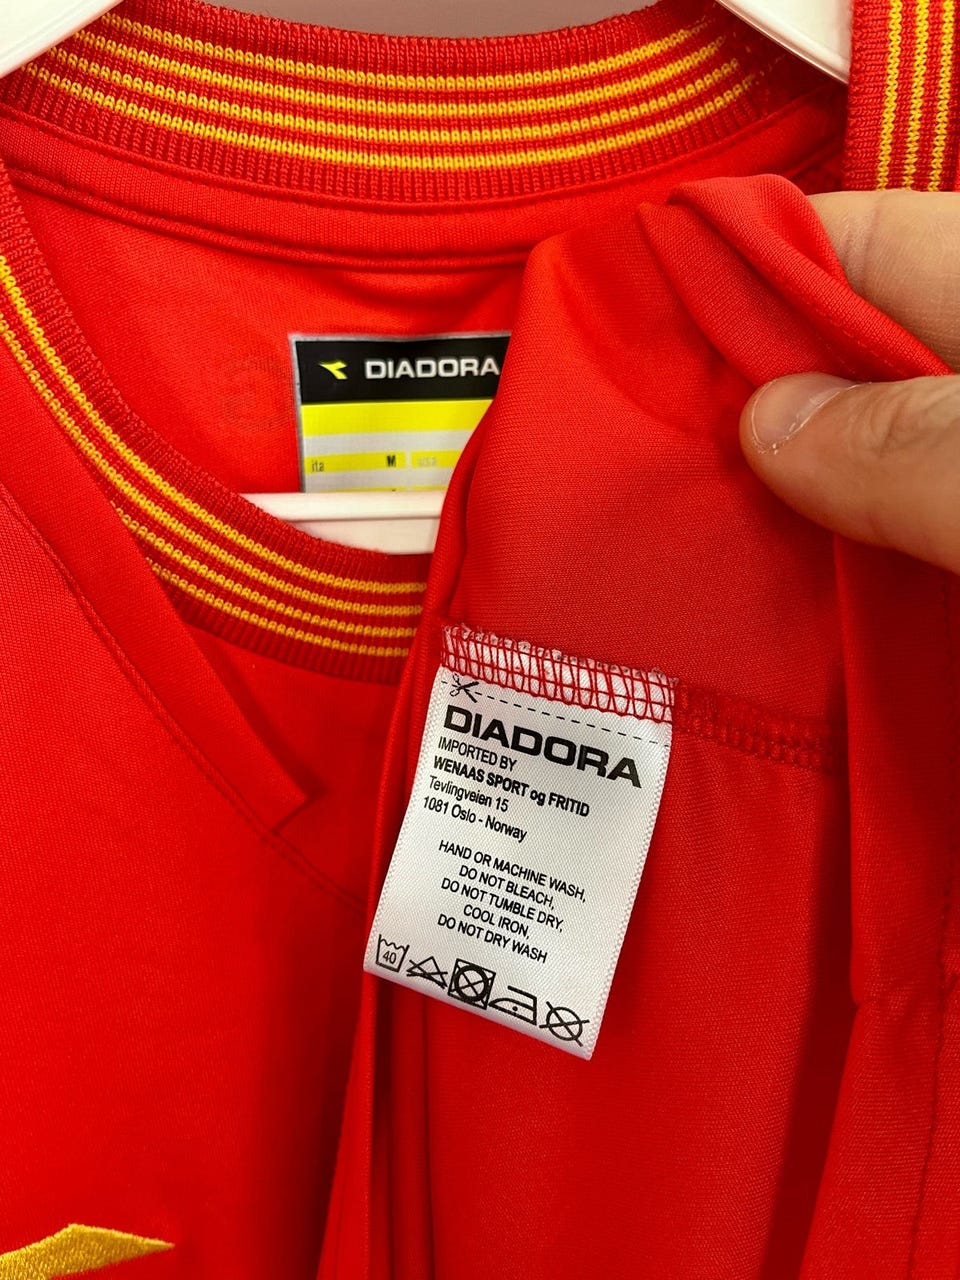 DIADORA
ita M usa
DIADORA
IMPORTED BY
WENAAS SPORT og FRITID
Tevlingveien 15
1081 Oslo - Norway
HAND OR MACHINE WASH,
DO NOT BLEACH,
DO NOT TUMBLE DRY,
COOL IRON,
DO NOT DRY WASH
40